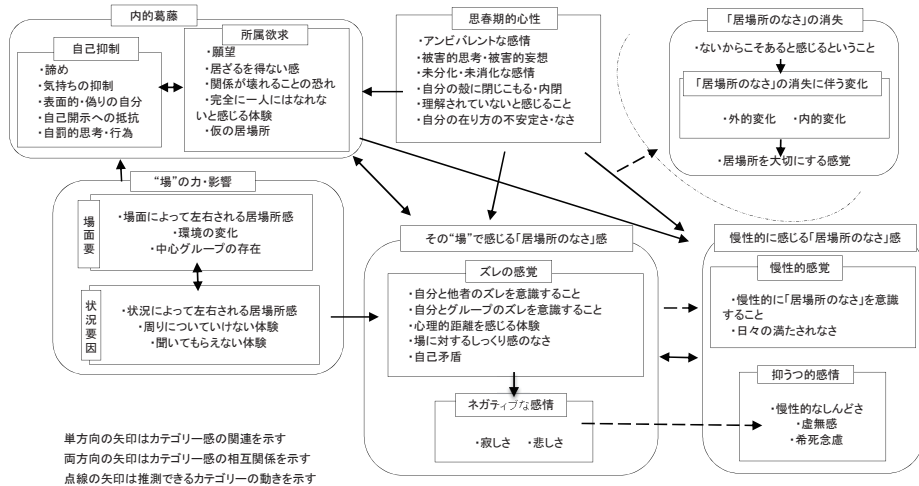 内的葛藤
自己抑制
・諦め
・気持ちの抑制
・表面的・偽りの自分
・自己開示への抵抗
・自罰的思考・行為
所属欲求
・願望
・居ざるを得ない感
・関係が壊れることの恐れ
・完全に一人にはなれない
と感じる体験
・仮の居場所
思春期的心性
・アンビバレントな感情
・被害的思考・被害的妄想
・未分化・未消化な感情
・自分の殻に閉じこもる・内閉
・理解されていないと感じること
・自分の在り方の不安定さ・なさ
「居場所のなさ」の消失
・ないからこそあると感じるということ
「居場所のなさ」の消失に伴う変化
・外的変化 ・内的変化
・居場所を大切にする感覚
“場”の力・影響
場面要
・場面によって左右される居場所感
・環境の変化
・中心グループの存在
状況要因
・状況によって左右される居場所感
・周りについていけない体験
・聞いてもらえない体験
その“場”で感じる「居場所のなさ」感
ズレの感覚
・自分と他者のズレを意識すること
・自分とグループのズレを意識すること
・心理的距離を感じる体験
・場に対するしっくり感のなさ
・自己矛盾
ネガティブな感情
・寂しさ ・悲しさ
慢性的に感じる「居場所のなさ」感
慢性的感覚
・慢性的に「居場所のなさ」を意識
すること
・日々の満たされなさ
抑うつ的感情
・慢性的なしんどさ
・虚無感
・希死念慮
単方向の矢印はカテゴリー感の関連を示す
両方向の矢印はカテゴリー感の相互関係を示す
点線の矢印は推測できるカテゴリーの動きを示す